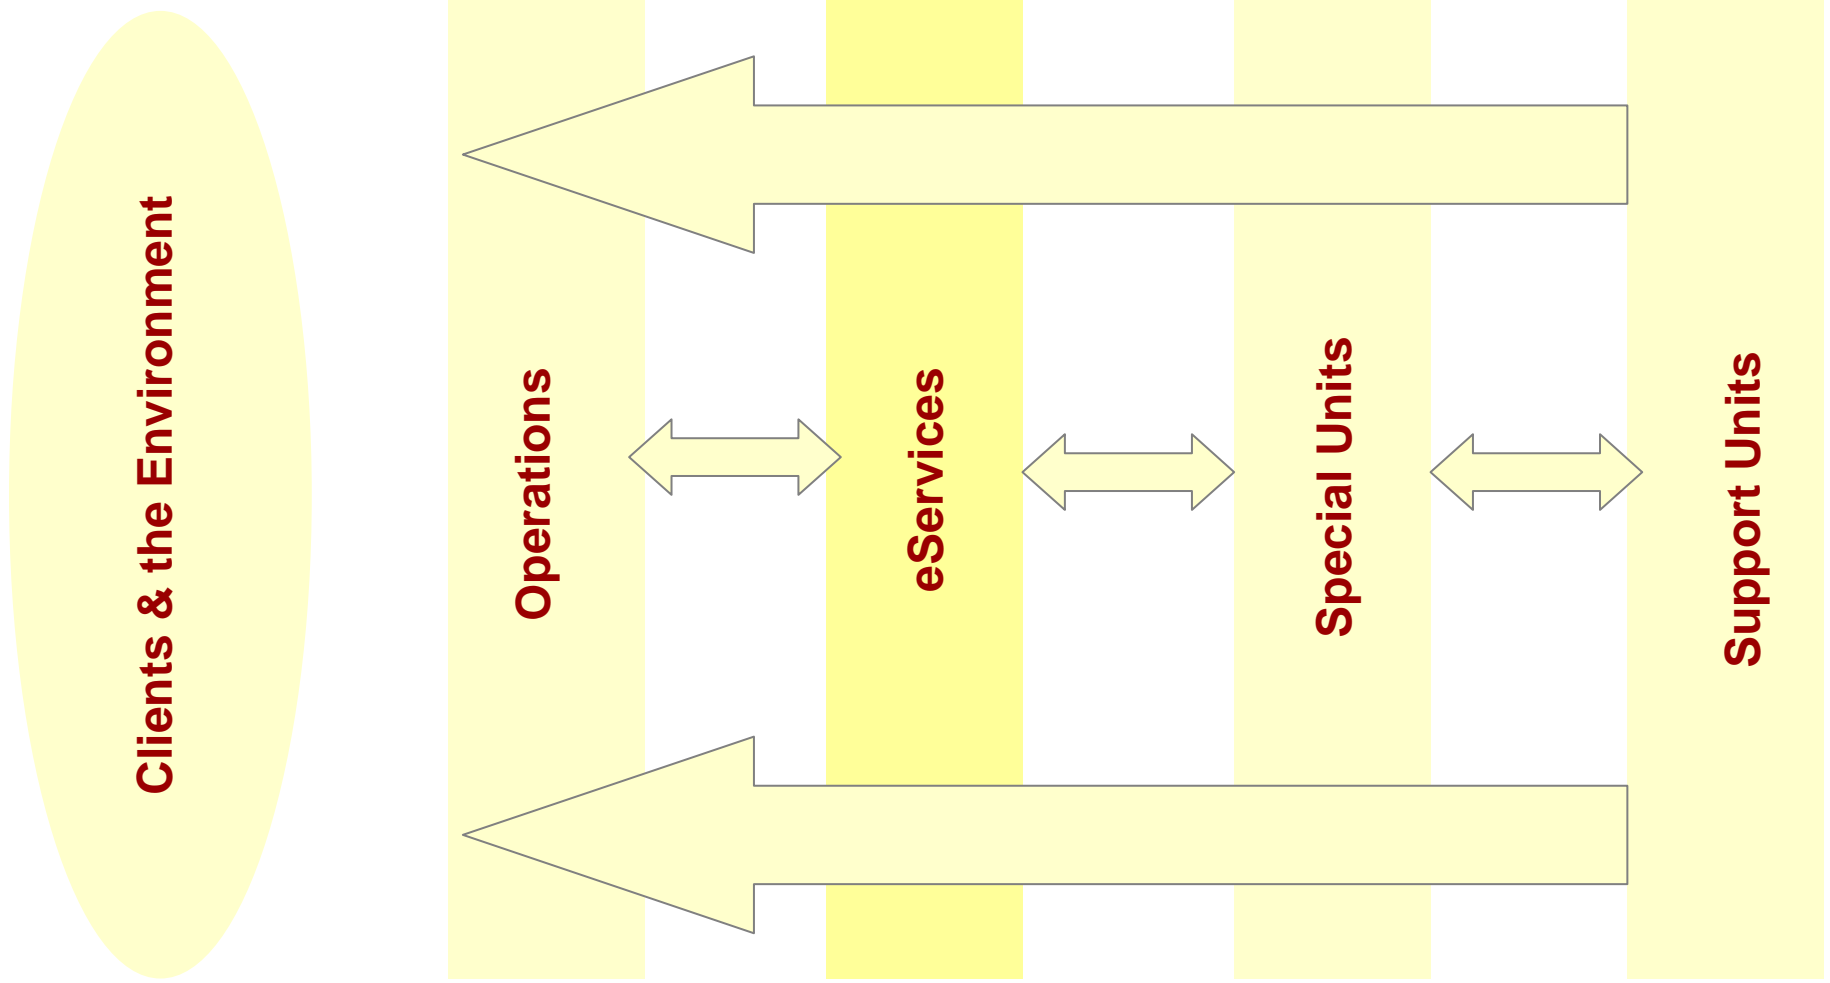 Clients & the Environment
Operations
eServices
Special Units
Support Units